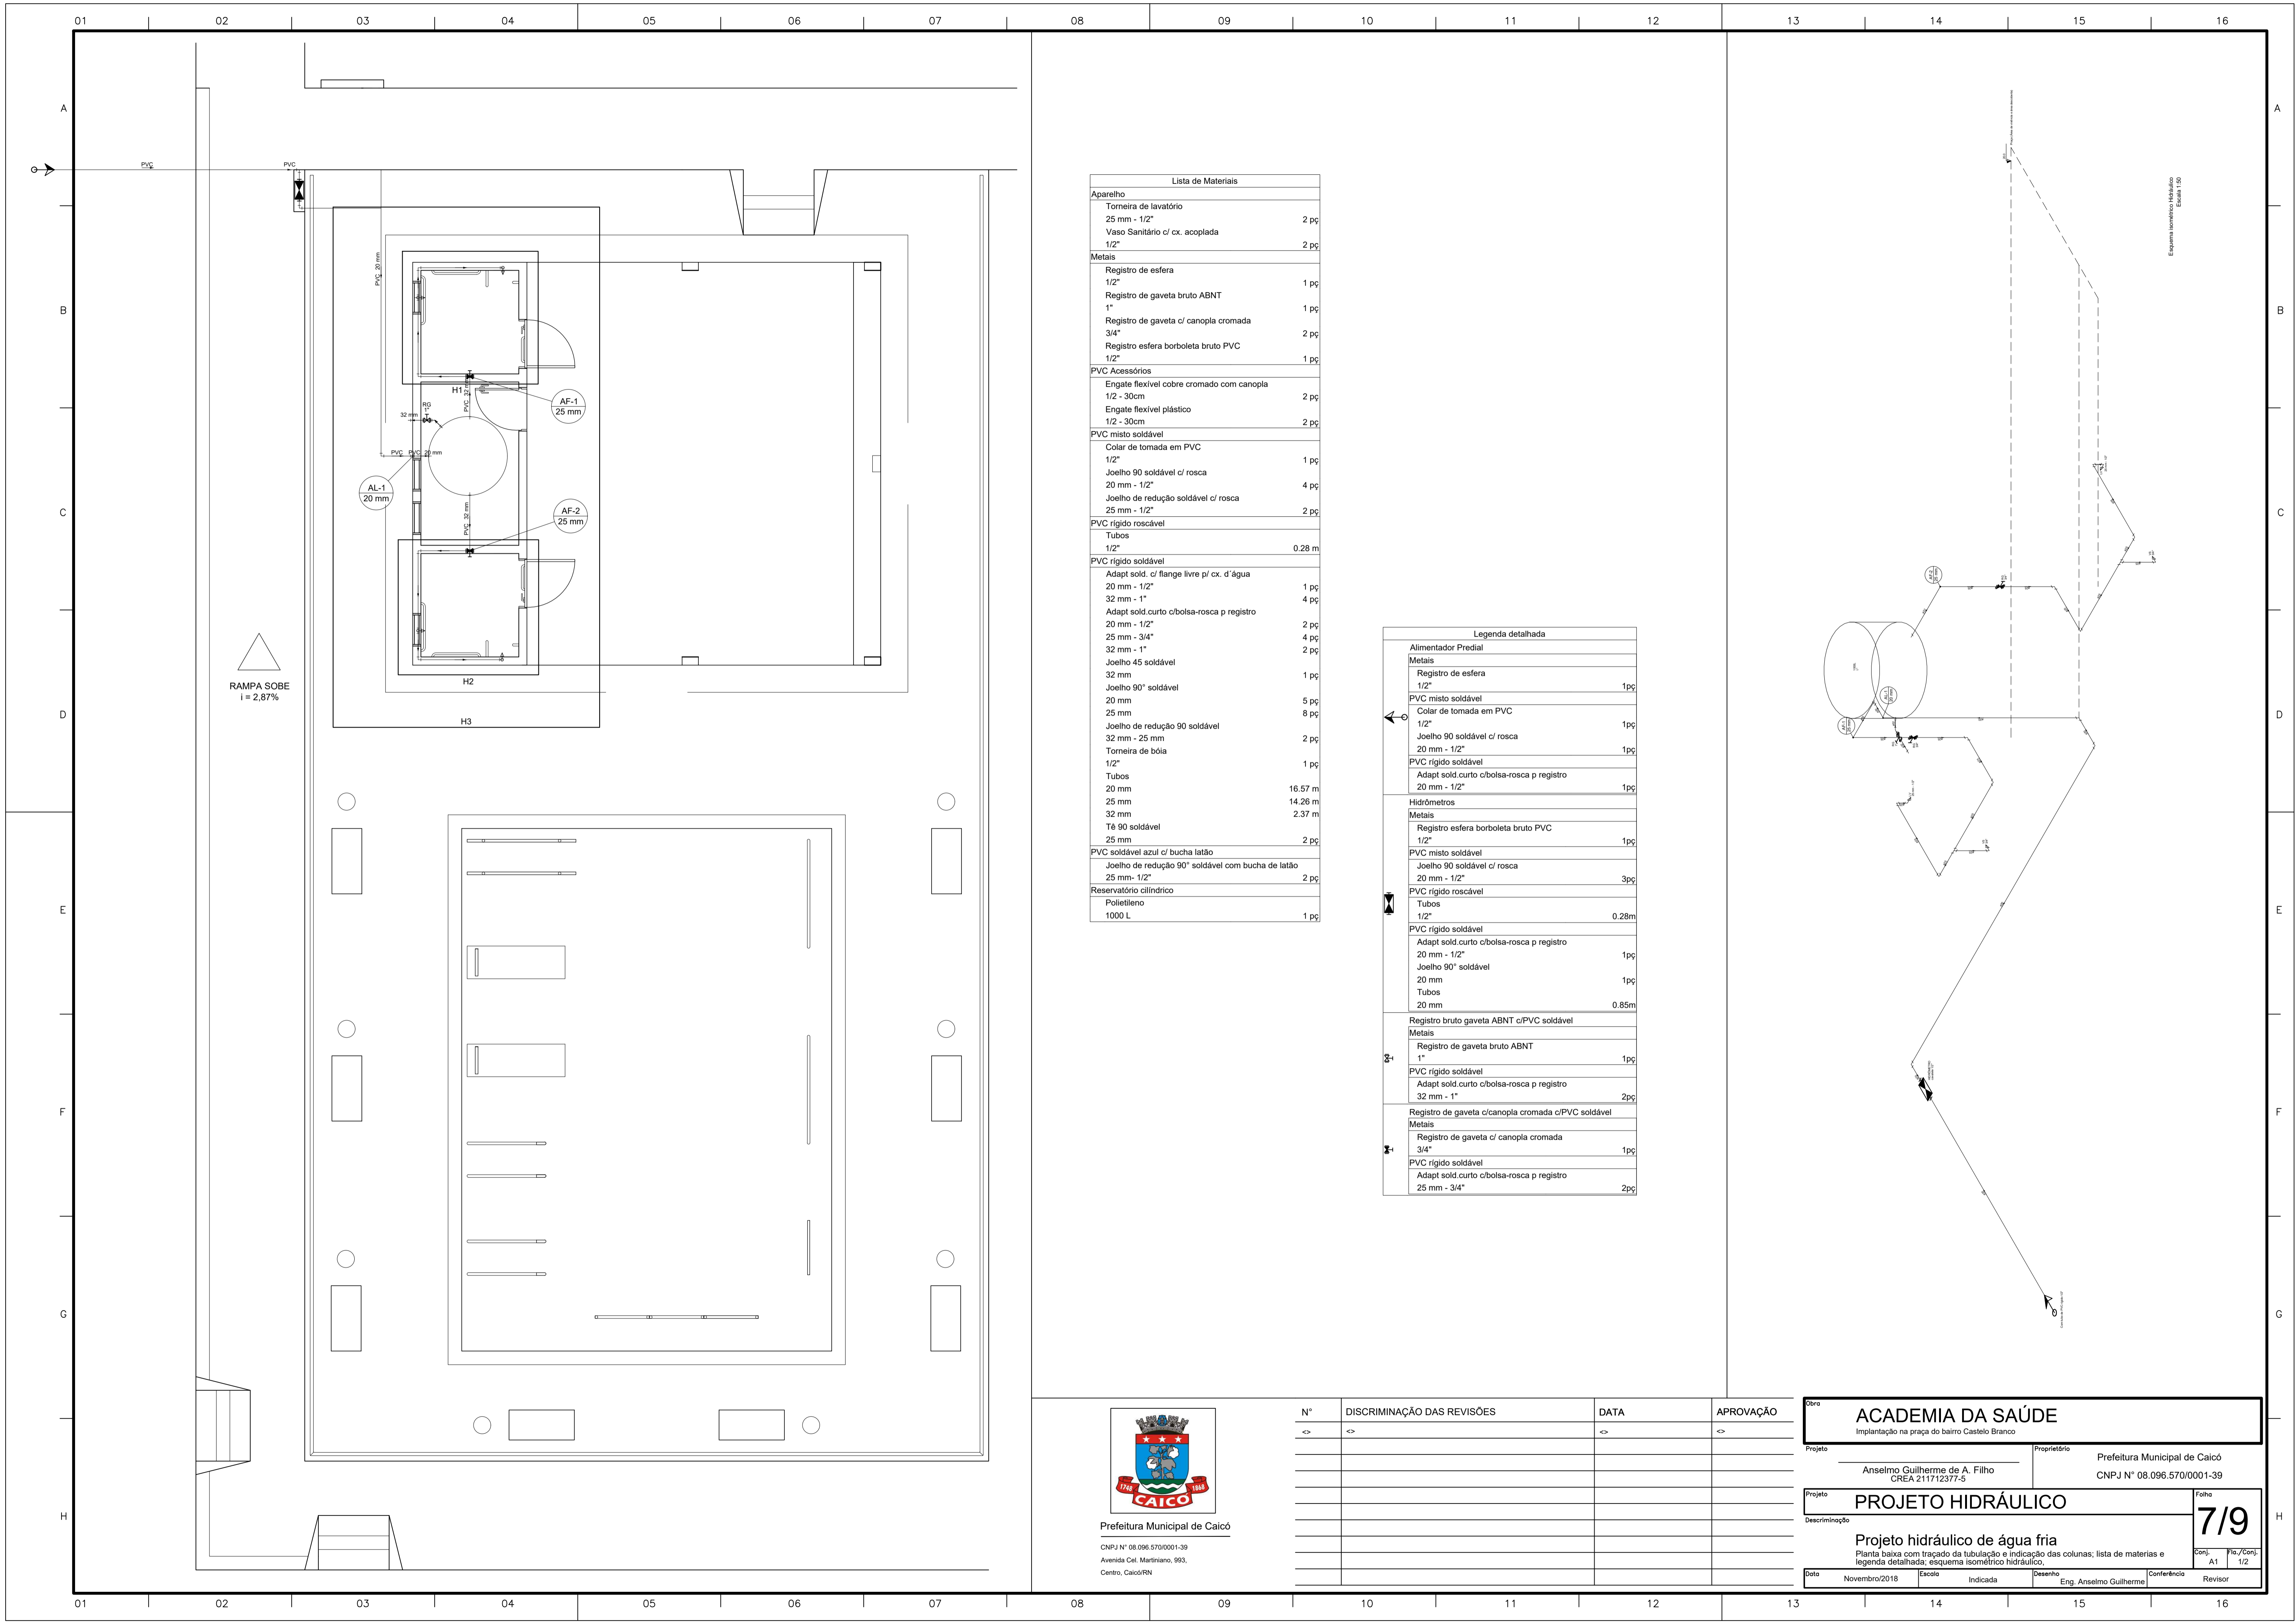 01 02 03 04 05 06 07 08 09 10 11 12 13 14 15 16
A
B
C
D
E
F
G
H
PVC
PVC
PVC 20 mm
H1
RG
1"
32 mm
PVC 32 mm
AF-1
25 mm
PVC PVC 20 mm
AL-1
20 mm
PVC 32 mm
AF-2
25 mm
H2
H3
RAMPA SOBE
i = 2,87%
Lista de Materiais
Aparelho
Torneira de lavatório
25 mm - 1/2" 2 pç
Vaso Sanitário c/ cx. acoplada
1/2" 2 pç
Metais
Registro de esfera
1/2" 1 pç
Registro de gaveta bruto ABNT
1" 1 pç
Registro de gaveta c/ canopla cromada
3/4" 2 pç
Registro esfera borboleta bruto PVC
1/2" 1 pç
PVC Acessórios
Engate flexível cobre cromado com canopla
1/2 - 30cm 2 pç
Engate flexível plástico
1/2 - 30cm 2 pç
PVC misto soldável
Colar de tomada em PVC
1/2" 1 pç
Joelho 90 soldável c/ rosca
20 mm - 1/2" 4 pç
Joelho de redução soldável c/ rosca
25 mm - 1/2" 2 pç
PVC rígido roscável
Tubos
1/2" 0.28 m
PVC rígido soldável
Adapt sold. c/ flange livre p/ cx. d´água
20 mm - 1/2" 1 pç
32 mm - 1" 4 pç
Adapt sold.curto c/bolsa-rosca p registro
20 mm - 1/2" 2 pç
25 mm - 3/4" 4 pç
32 mm - 1" 2 pç
Joelho 45 soldável
32 mm 1 pç
Joelho 90° soldável
20 mm 5 pç
25 mm 8 pç
Joelho de redução 90 soldável
32 mm - 25 mm 2 pç
Torneira de bóia
1/2" 1 pç
Tubos
20 mm 16.57 m
25 mm 14.26 m
32 mm 2.37 m
Tê 90 soldável
25 mm 2 pç
PVC soldável azul c/ bucha latão
Joelho de redução 90° soldável com bucha de latão
25 mm- 1/2" 2 pç
Reservatório cilíndrico
Polietileno
1000 L 1 pç
Legenda detalhada
Alimentador Predial
Metais
Registro de esfera
1/2" 1pç
PVC misto soldável
Colar de tomada em PVC
1/2" 1pç
Joelho 90 soldável c/ rosca
20 mm - 1/2" 1pç
PVC rígido soldável
Adapt sold.curto c/bolsa-rosca p registro
20 mm - 1/2" 1pç
Hidrômetros
Metais
Registro esfera borboleta bruto PVC
1/2" 1pç
PVC misto soldável
Joelho 90 soldável c/ rosca
20 mm - 1/2" 3pç
PVC rígido roscável
Tubos
1/2" 0.28m
PVC rígido soldável
Adapt sold.curto c/bolsa-rosca p registro
20 mm - 1/2" 1pç
Joelho 90° soldável
20 mm 1pç
Tubos
20 mm 0.85m
Registro bruto gaveta ABNT c/PVC soldável
Metais
Registro de gaveta bruto ABNT
1" 1pç
PVC rígido soldável
Adapt sold.curto c/bolsa-rosca p registro
32 mm - 1" 2pç
Registro de gaveta c/canopla cromada c/PVC soldável
Metais
Registro de gaveta c/ canopla cromada
3/4" 1pç
PVC rígido soldável
Adapt sold.curto c/bolsa-rosca p registro
25 mm - 3/4" 2pç
Esquema Isométrico Hidráulico
Escala 1:50
AF-2
25 mm
1748 CAICÓ 1868
Prefeitura Municipal de Caicó
CNPJ N° 08.096.570/0001-39
Avenida Cel. Martiniano, 993,
Centro, Caicó/RN
N° DISCRIMINAÇÃO DAS REVISÕES DATA APROVAÇÃO
<> <> <> <>
Obra
ACADEMIA DA SAÚDE
Implantação na praça do bairro Castelo Branco
Projeto
Anselmo Guilherme de A. Filho
CREA 211712377-5
Proprietário
Prefeitura Municipal de Caicó
CNPJ N° 08.096.570/0001-39
Projeto
PROJETO HIDRÁULICO
Folha
7/9
Descriminação
Projeto hidráulico de água fria
Planta baixa com traçado da tubulação e indicação das colunas; lista de materias e
legenda detalhada; esquema isométrico hidráulico,
Conj.
A1
Fla./Conj.
1/2
Data
Novembro/2018
Escala
Indicada
Desenho
Eng. Anselmo Guilherme
Conferência
Revisor
01 02 03 04 05 06 07 08 09 10 11 12 13 14 15 16
A
B
C
D
E
F
G
H